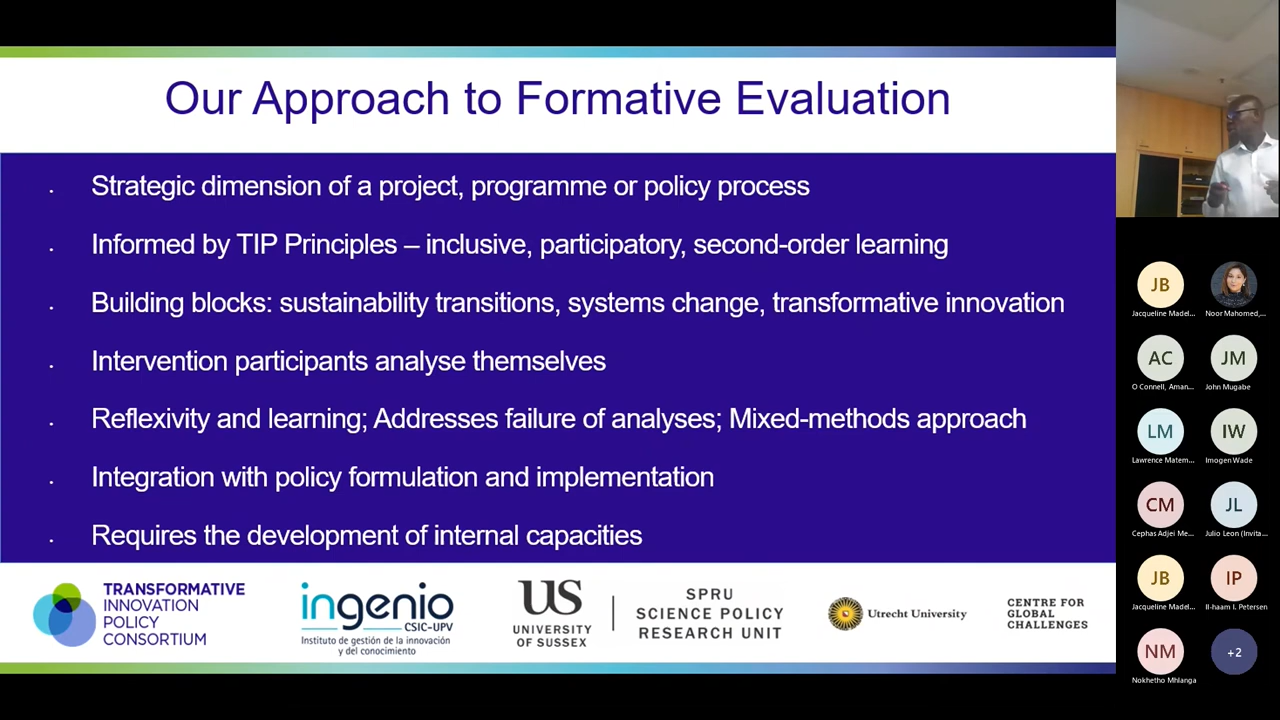 Our Approach to Formative Evaluation
Strategic dimension of a project, programme or policy process
Informed by TIP Principles – inclusive, participatory, second-order learning
Building blocks: sustainability transitions, systems change, transformative innovation
Intervention participants analyse themselves
Reflexivity and learning; Addresses failure of analyses; Mixed-methods approach
Integration with policy formulation and implementation
Requires the development of internal capacities
TRANSFORMATIVE
INNOVATION
POLICY
CONSORTIUM
ingenio
CSIC-UPV
Instituto de gestión de la innovación
y del conocimiento
US
UNIVERSITY
OF SUSSEX
SPRU
SCIENCE POLICY
RESEARCH UNIT
Utrecht University
CENTRE FOR
GLOBAL
CHALLENGES
JB
Jacqueline Madel...
Noor Mahomed,...
AC
O Connell, Aman...
JM
John Mugabe
LM
Lawrence Matem...
IW
Imogen Wade
CM
Cephas Adjei Me...
JL
Julio Leon (Invita...
JB
Jacqueline Madel...
IP
Il-haam I. Petersen
NM
Nokhetho Mhlanga
+2